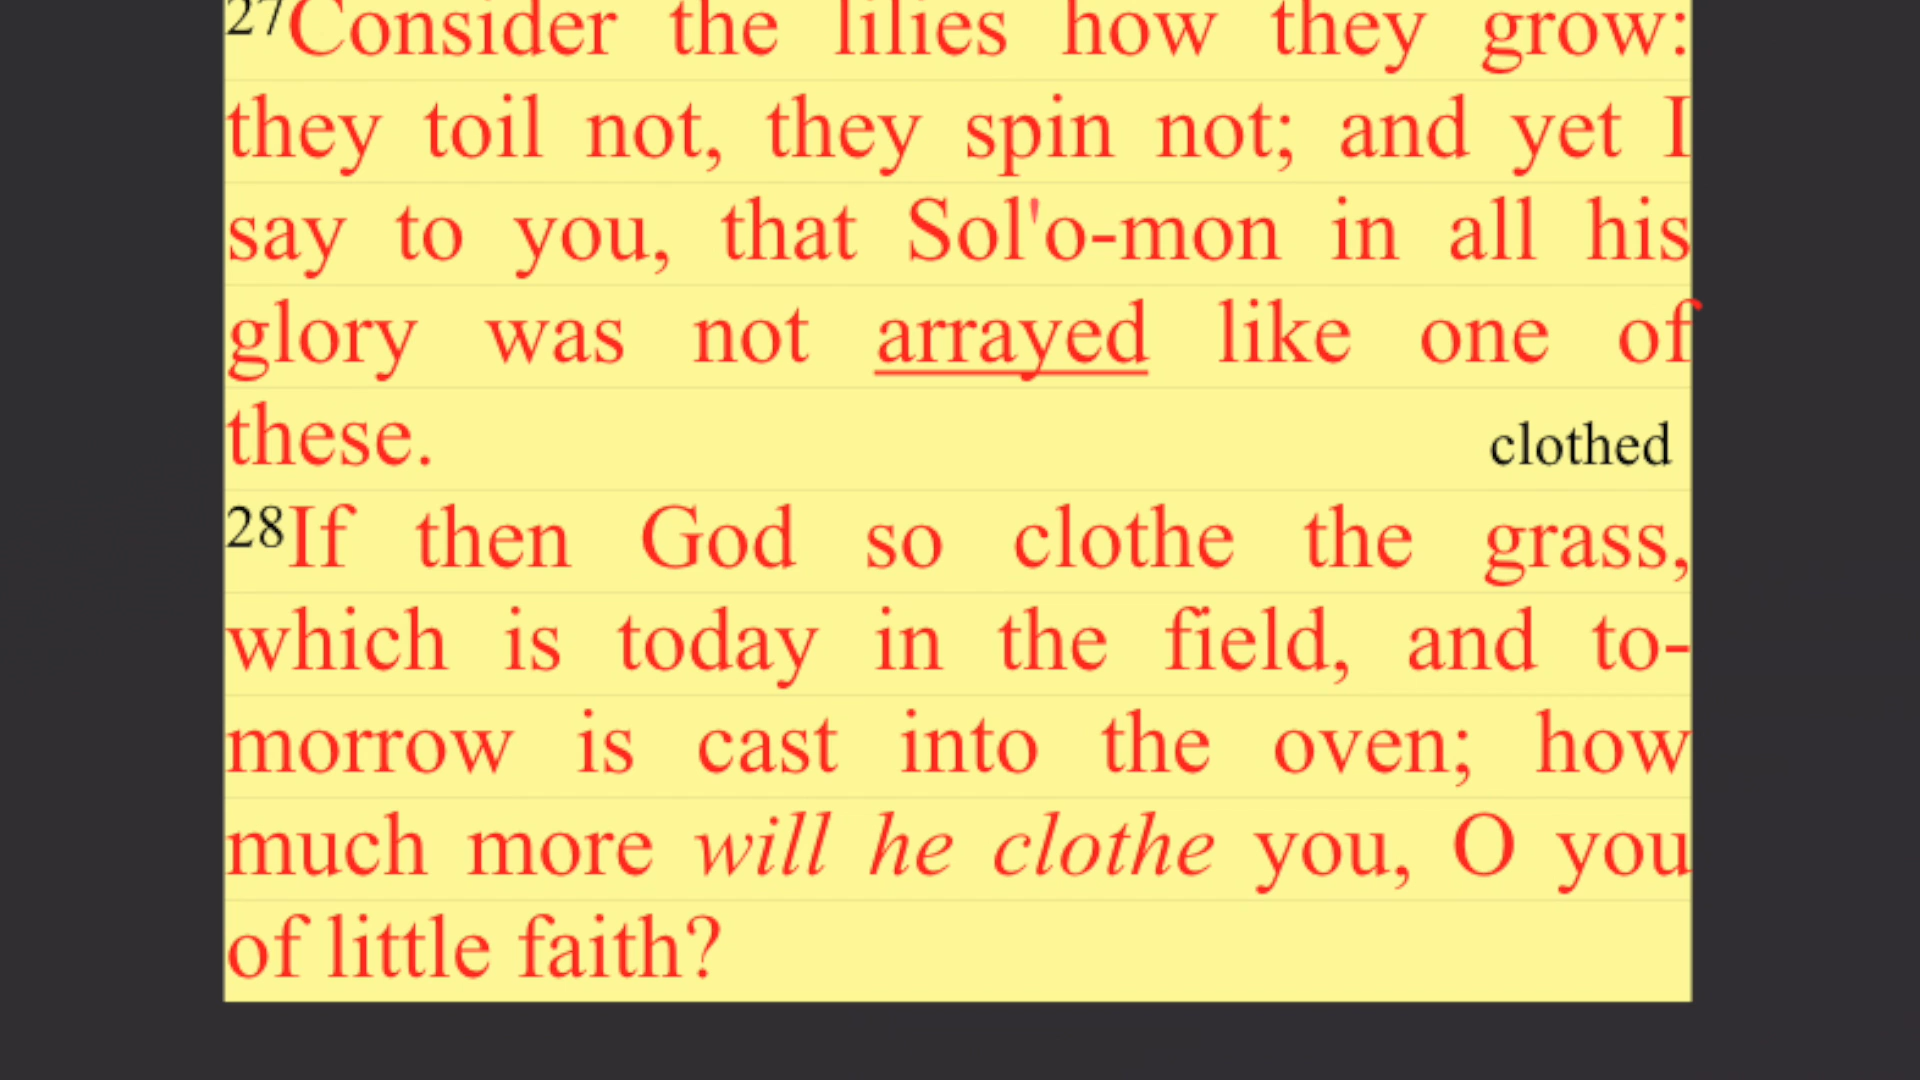 27Consider the lilies how they grow:
they toil not, they spin not; and yet I
say to you, that Sol'o-mon in all his
glory was not arrayed like one of
these. clothed
28If then God so clothe the grass,
which is today in the field, and to-
morrow is cast into the oven; how
much more will he clothe you, O you
of little faith?